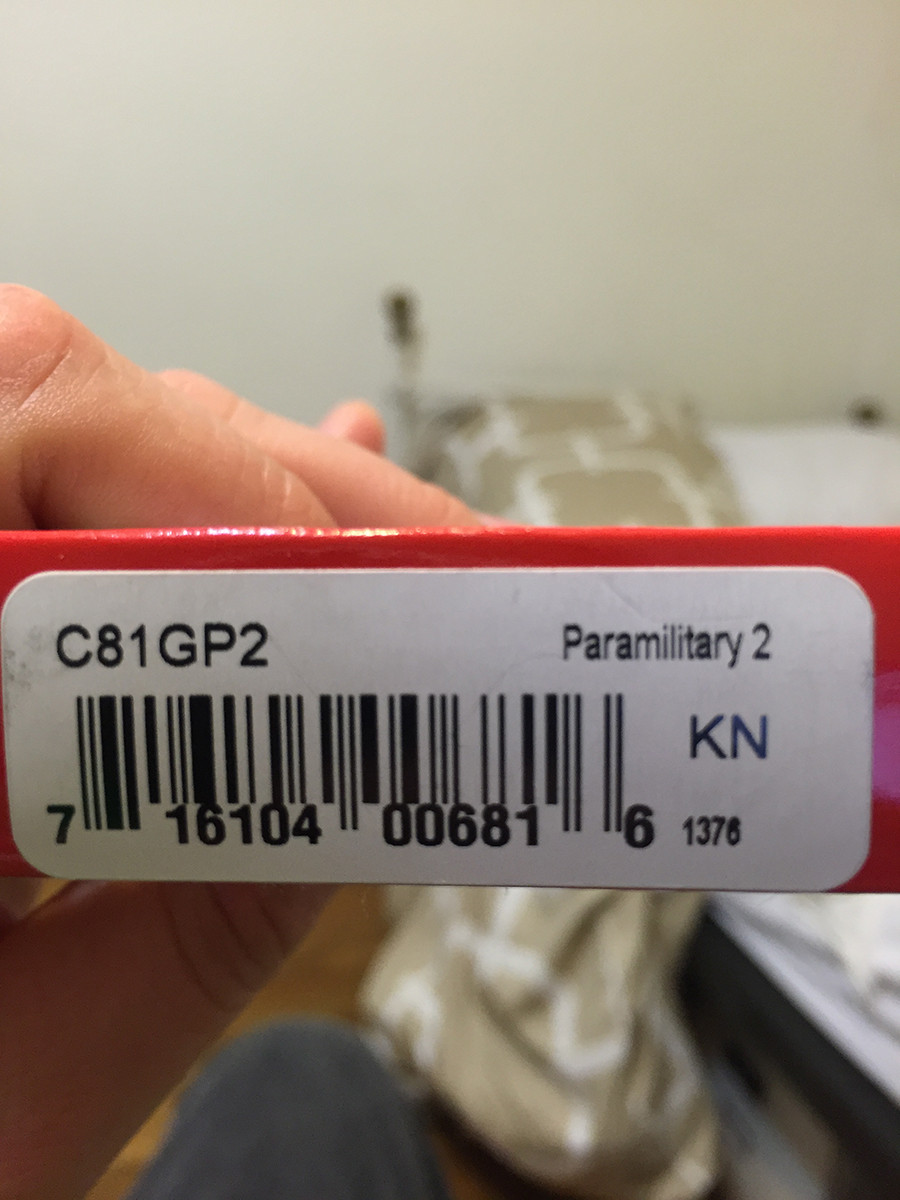 C81GP2 Paramilitary 2
KN
7 16104 00681 6 1376